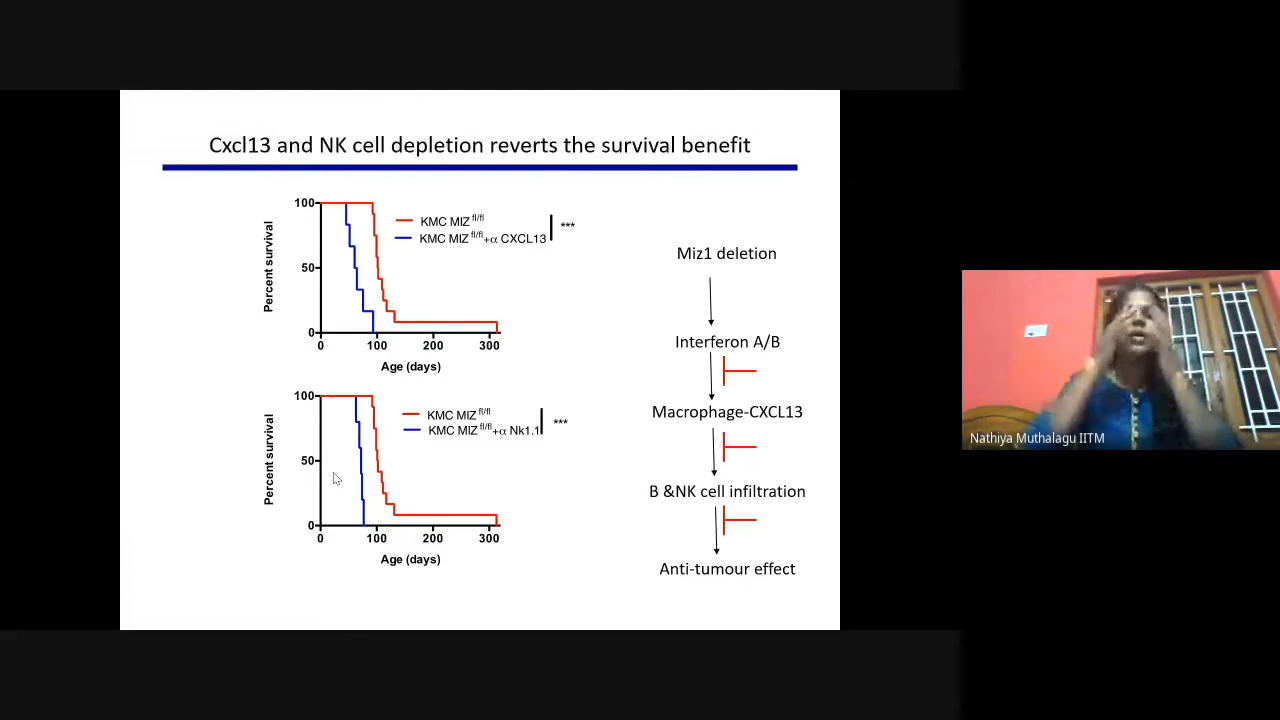 Cxcl13 and NK cell depletion reverts the survival benefit
100
50
0
Percent survival
0 100 200 300
Age (days)
KMC MIZ fl/fl
KMC MIZ fl/fl+α CXCL13
***
100
50
0
Percent survival
0 100 200 300
Age (days)
KMC MIZ fl/fl
KMC MIZ fl/fl+α Nk1.1
***
Miz1 deletion
Interferon A/B
Macrophage-CXCL13
B &NK cell infiltration
Anti-tumour effect
Nathiya Muthalagu IITM